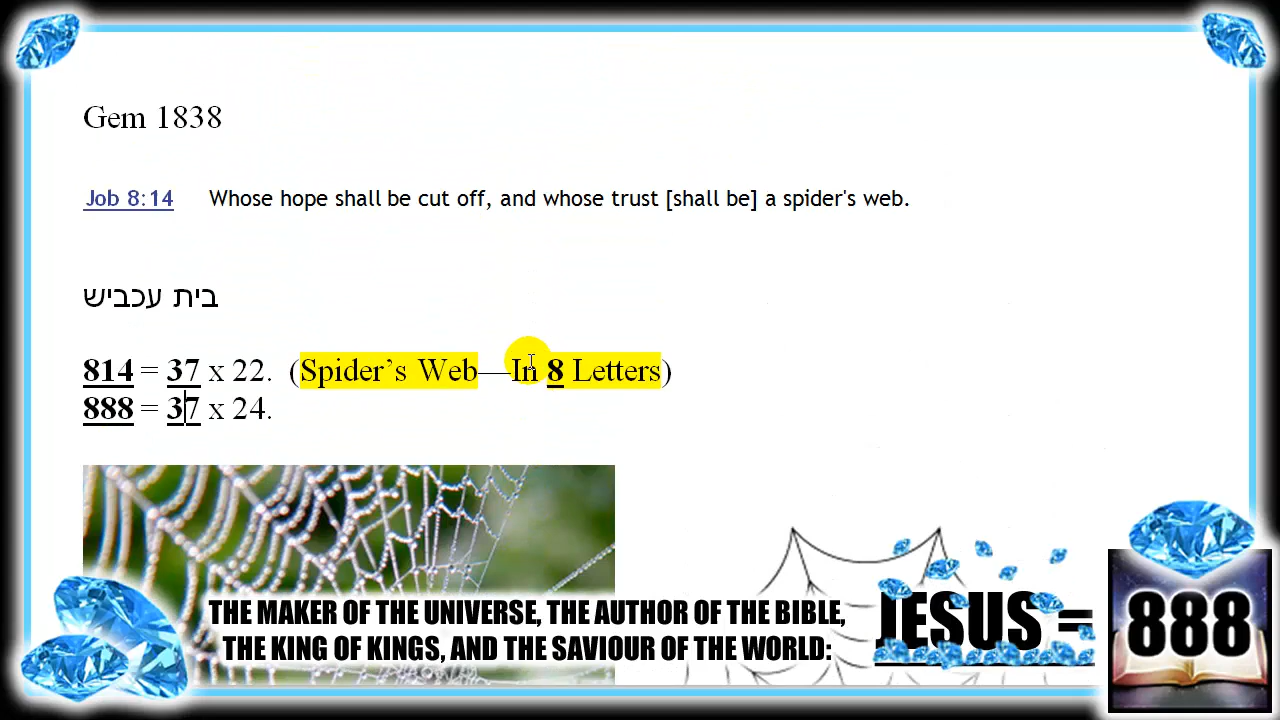 Gem 1838
Job 8:14 Whose hope shall be cut off, and whose trust [shall be] a spider's web.
בית עכביש
814 = 37 x 22. (Spider’s Web—In 8 Letters)
888 = 37 x 24.
THE MAKER OF THE UNIVERSE, THE AUTHOR OF THE BIBLE,
THE KING OF KINGS, AND THE SAVIOUR OF THE WORLD:
JESUS = 888